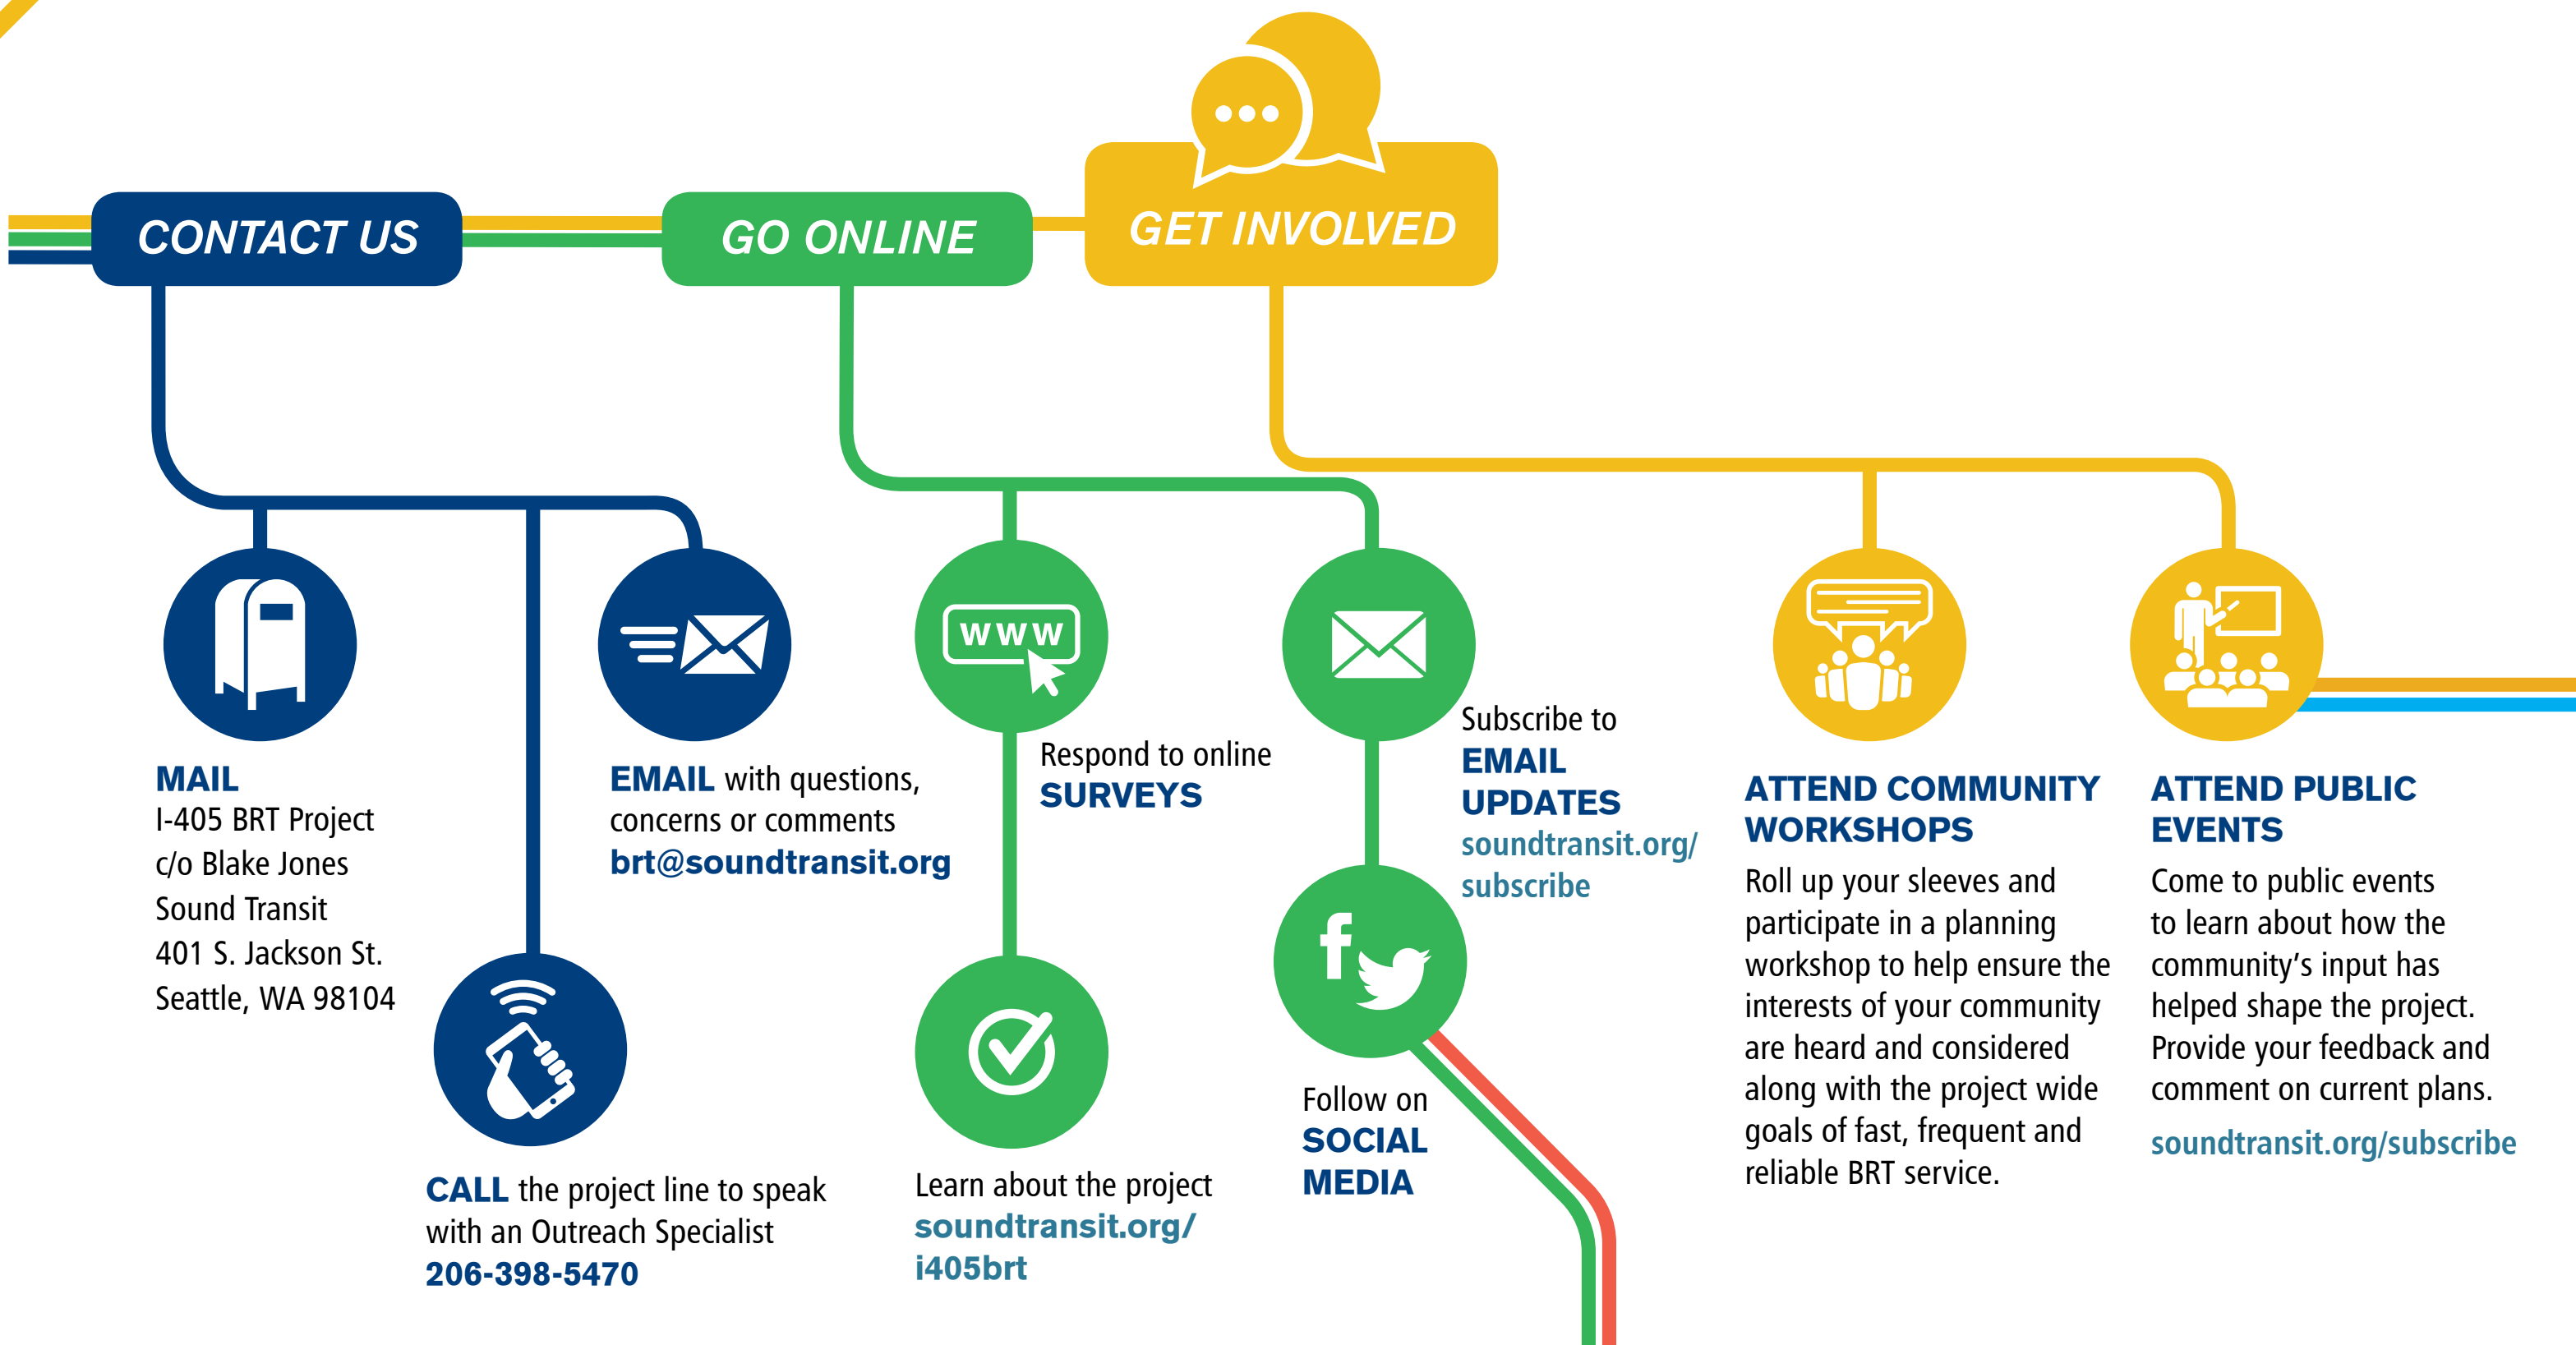 CONTACT US
GO ONLINE
GET INVOLVED
MAIL
I-405 BRT Project
c/o Blake Jones
Sound Transit
401 S. Jackson St.
Seattle, WA 98104
CALL the project line to speak
with an Outreach Specialist
206-398-5470
EMAIL with questions,
concerns or comments
brt@soundtransit.org
www
Respond to online
SURVEYS
Learn about the project
soundtransit.org/
i405brt
Subscribe to
EMAIL
UPDATES
soundtransit.org/
subscribe
f
Follow on
SOCIAL
MEDIA
ATTEND COMMUNITY
WORKSHOPS
Roll up your sleeves and
participate in a planning
workshop to help ensure the
interests of your community
are heard and considered
along with the project wide
goals of fast, frequent and
reliable BRT service.
ATTEND PUBLIC
EVENTS
Come to public events
to learn about how the
community's input has
helped shape the project.
Provide your feedback and
comment on current plans.
soundtransit.org/subscribe